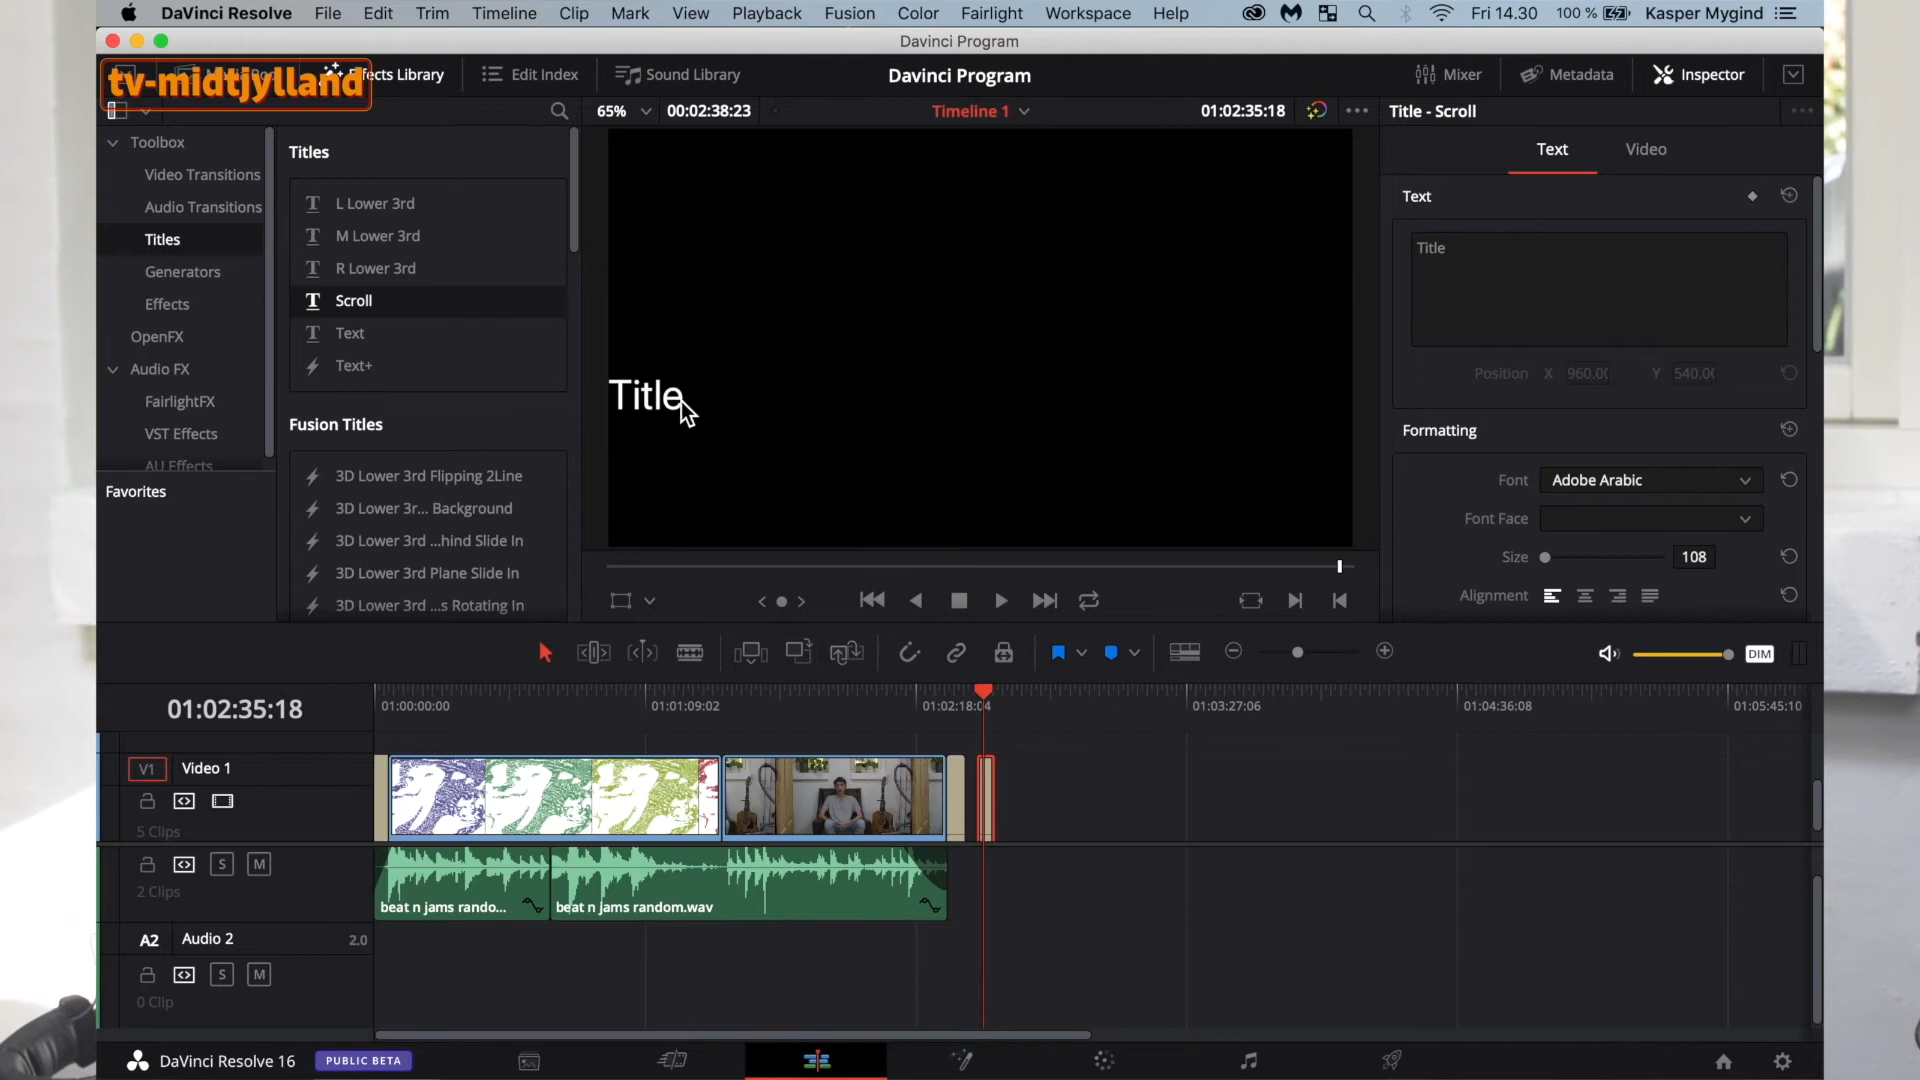 DaVinci Resolve File Edit Trim Timeline Clip Mark View Playback Fusion Color Fairlight Workspace Help Fri 14.30 100 % Kasper Mygind
Davinci Program
tv-midtjylland
Effects Library Edit Index Sound Library Davinci Program Mixer Metadata Inspector
65% 00:02:38:23 Timeline 1 01:02:35:18 Title - Scroll
Toolbox
Video Transitions
Audio Transitions
Titles
Generators
Effects
OpenFX
Audio FX
FairlightFX
VST Effects
AU Effects
Favorites
Titles
L Lower 3rd
M Lower 3rd
R Lower 3rd
Scroll
Text
Text+
Fusion Titles
3D Lower 3rd Flipping 2Line
3D Lower 3r... Background
3D Lower 3rd ...hind Slide In
3D Lower 3rd Plane Slide In
3D Lower 3rd ...s Rotating In
Title
Text Video
Text
Title
Position X 960.0 Y 540.0
Formatting
Font Adobe Arabic
Font Face
Size 108
Alignment
DIM
01:02:35:18
01:00:00:00 01:01:09:02 01:02:18:04 01:03:27:06 01:04:36:08 01:05:45:10
V1 Video 1
5 Clips
S M
2 Clips
beat n jams rando... beat n jams random.wav
A2 Audio 2 2.0
S M
0 Clip
DaVinci Resolve 16 PUBLIC BETA